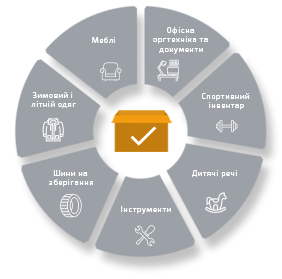 Меблі
Офісна
оргтехніка та
документи
Зимовий і
літній одяг
Спортивний
інвентар
Шини на
зберігання
Дитячі речі
Інструменти